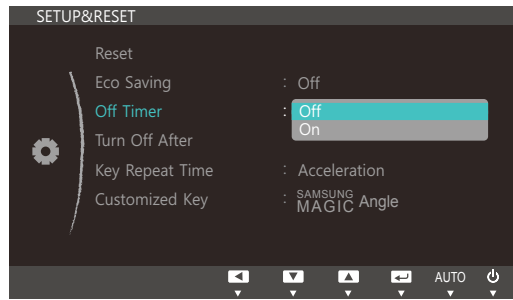 SETUP&RESET
Reset
Eco Saving : Off
Off Timer : Off
On
Turn Off After
Key Repeat Time : Acceleration
Customized Key : SAMSUNG MAGIC Angle
AUTO